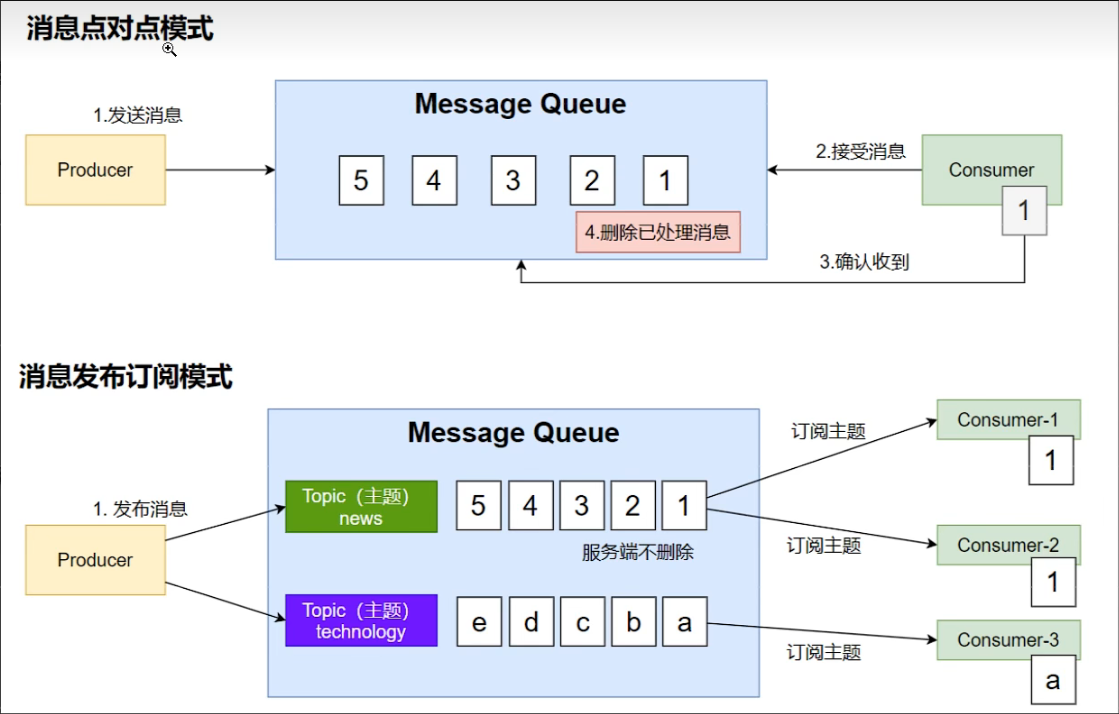 消息点对点模式
1.发送消息
Producer
Message Queue
5 4 3 2 1
4.删除已处理消息
2.接受消息
Consumer
1
3.确认收到
消息发布订阅模式
1. 发布消息
Producer
Message Queue
Topic（主题）
news
5 4 3 2 1
服务端不删除
Topic（主题）
technology
e d c b a
订阅主题
Consumer-1
1
订阅主题
Consumer-2
1
订阅主题
Consumer-3
a